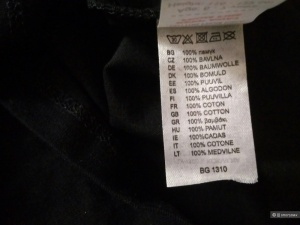 BG 100% памук
CZ 100% BAVLNA
DE 100% BAUMWOLLE
DK 100% BOMULD
EE 100% PUUVIL
ES 100% ALGODON
FI 100% PUUVILLA
FR 100% COTON
GB 100% COTTON
GR 100% βαμβάκι
HU 100% PAMUT
IE 100%CADAS
IT 100% COTONE
LT 100% MEDVILNE
BG 1310